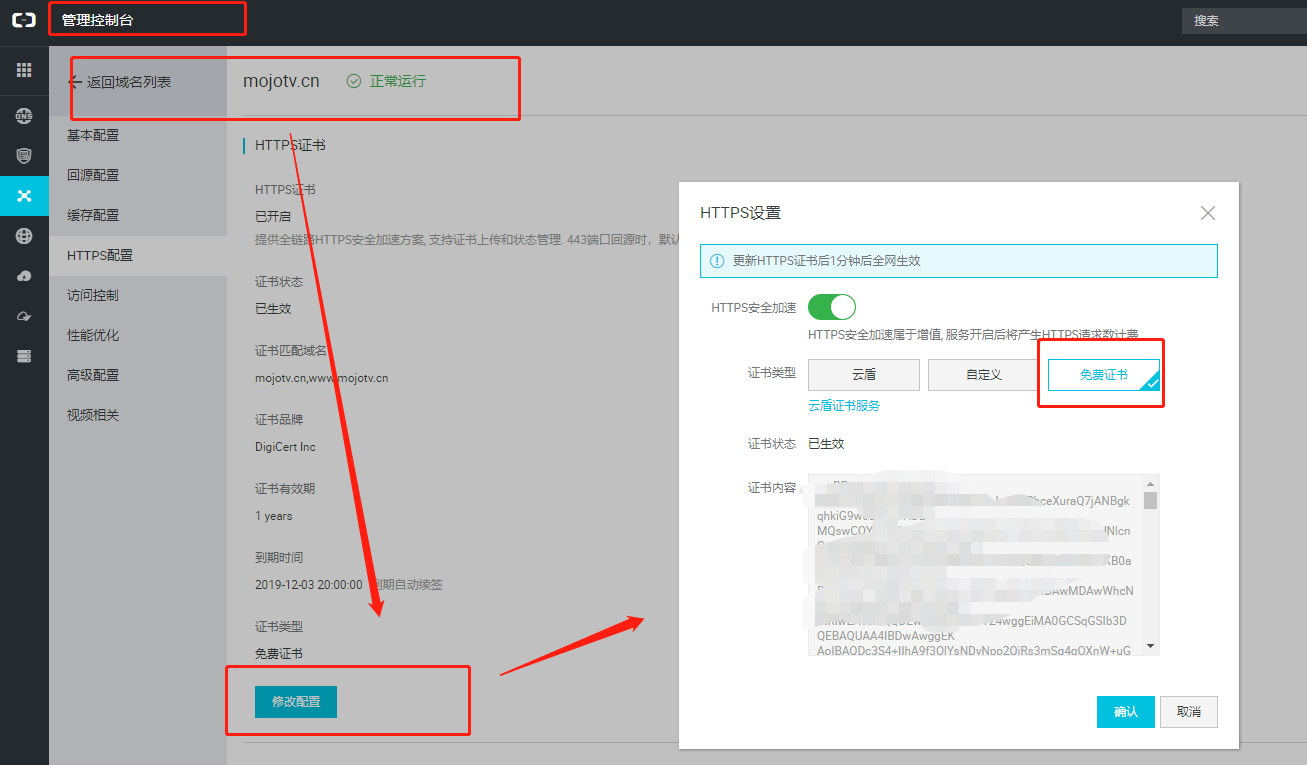 管理控制台
搜索
返回域名列表
mojotv.cn
正常运行
基本配置
回源配置
缓存配置
HTTPS配置
访问控制
性能优化
高级配置
视频相关
DNS
HTTPS证书
HTTPS证书
已开启
提供全链路HTTPS安全加速方案, 支持证书上传和状态管理. 443端口回源时, 默认
证书状态
已生效
证书匹配域名
mojotv.cn,www.mojotv.cn
证书品牌
DigiCert Inc
证书有效期
1 years
到期时间
2019-12-03 20:00:00 到期自动续签
证书类型
免费证书
修改配置
HTTPS设置
更新HTTPS证书后1分钟后全网生效
HTTPS安全加速
HTTPS安全加速属于增值, 服务开启后将产生HTTPS请求数计费
证书类型
云盾
自定义
免费证书
云盾证书服务
证书状态
已生效
证书内容
hceXuraQ7jANBgk
qhkiG9w
MQswCQY
NIcn
KB0a
DAwMDAwWhcN
24wggEiMA0GCSqGSIb3D
QEBAQUAA4IBDwAwggEK
AoIBAQDc3S4+IIhA9f3OlYsNDvNpp2QiRs3mSq4qOXnW+uG
确认
取消